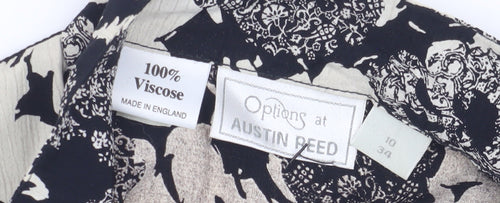 100%
Viscose
MADE IN ENGLAND
Options at
AUSTIN REED
10
34